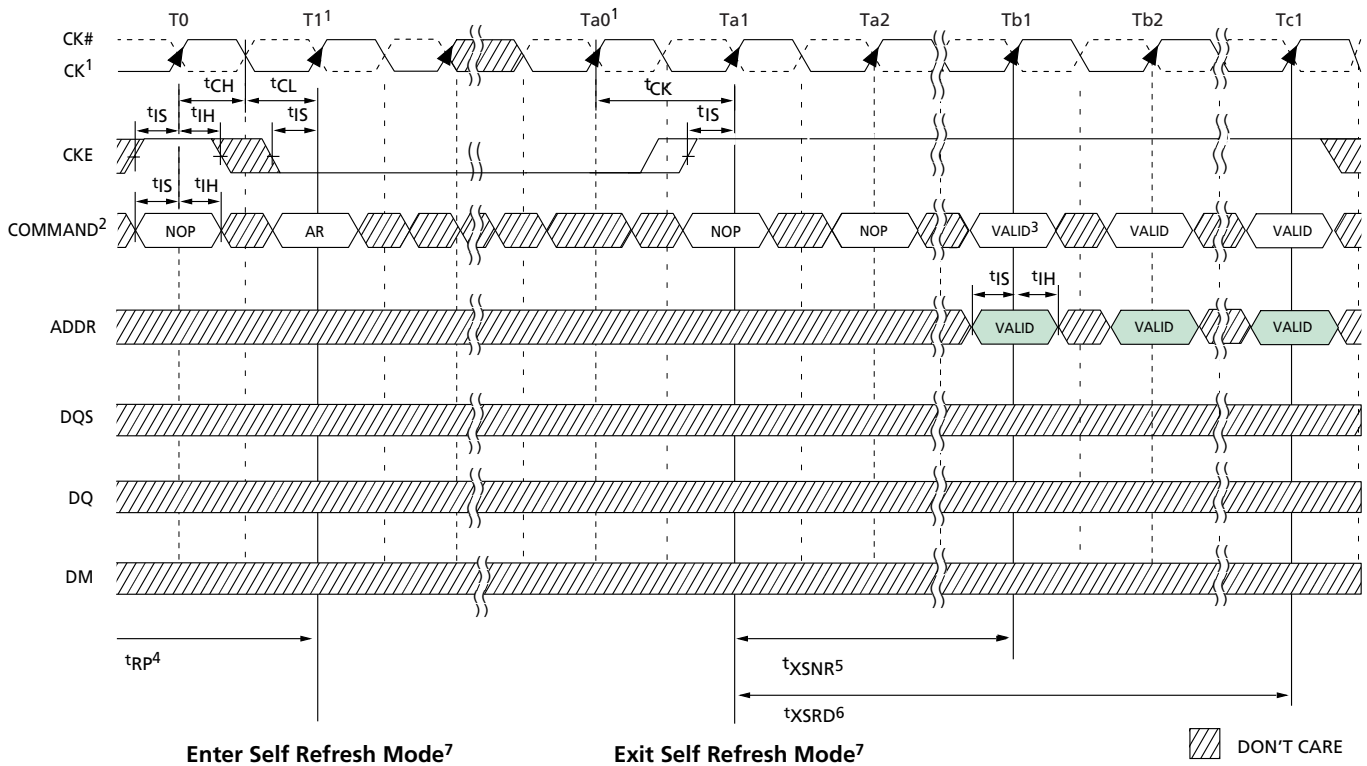 T0 T1¹ Ta0¹ Ta1 Ta2 Tb1 Tb2 Tc1
CK#
CK¹
tCH tCL tCK
tIS tIH tIS tIS
CKE
tIS tIH
COMMAND² NOP AR NOP NOP VALID³ VALID VALID
tIS tIH
ADDR VALID VALID VALID
DQS
DQ
DM
tRP⁴ tXSNR⁵
tXSRD⁶
Enter Self Refresh Mode⁷ Exit Self Refresh Mode⁷ DON'T CARE